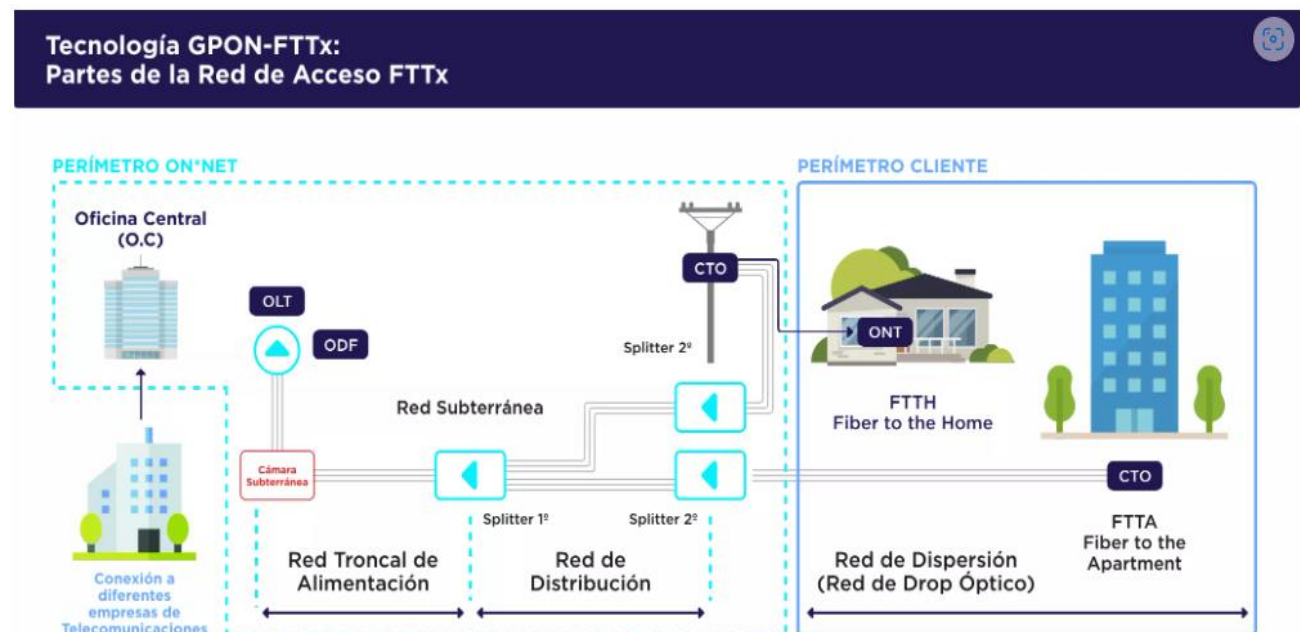 Tecnología GPON-FTTx:
Partes de la Red de Acceso FTTx
PERÍMETRO ON*NET
PERÍMETRO CLIENTE
Oficina Central
(O.C)
OLT
ODF
CTO
Splitter 2º
ONT
Red Subterránea
FTTH
Fiber to the Home
Cámara
Subterránea
Splitter 1º
Splitter 2º
CTO
FTTA
Fiber to the
Apartment
Red Troncal de
Alimentación
Red de
Distribución
Red de Dispersión
(Red de Drop Óptico)
Conexión a
diferentes
empresas de
Telecomunicaciones